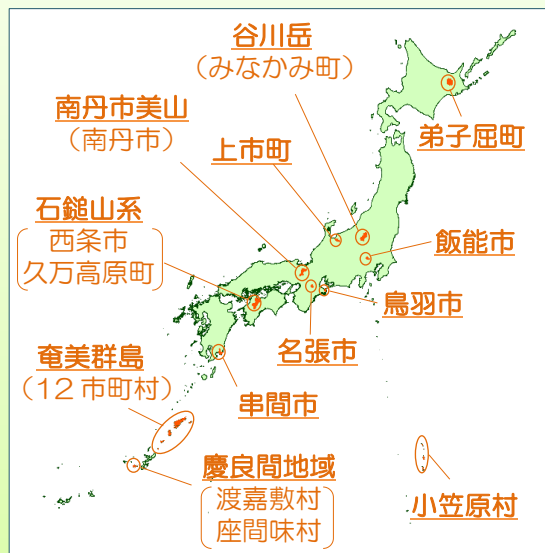 谷川岳
（みなかみ町）
南丹市美山
（南丹市）
上市町
弟子屈町
石鎚山系
西条市
久万高原町
飯能市
鳥羽市
名張市
奄美群島
（12市町村）
串間市
慶良間地域
渡嘉敷村
座間味村
小笠原村